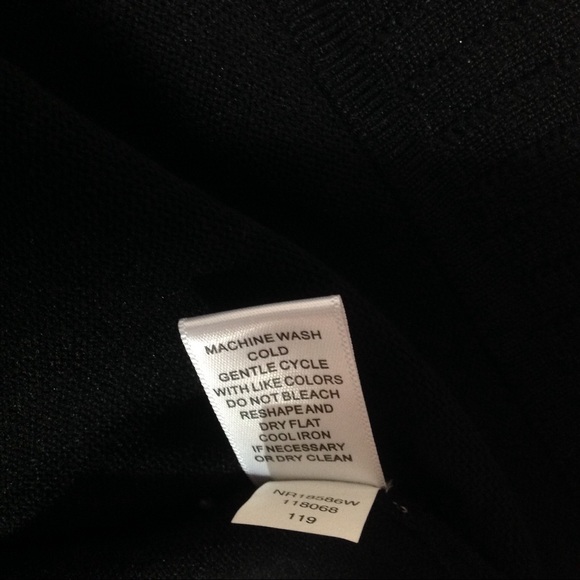 MACHINE WASH
COLD
GENTLE CYCLE
WITH LIKE COLORS
DO NOT BLEACH
RESHAPE AND
DRY FLAT
COOL IRON
IF NECESSARY
OR DRY CLEAN
NR18586W
118068
119